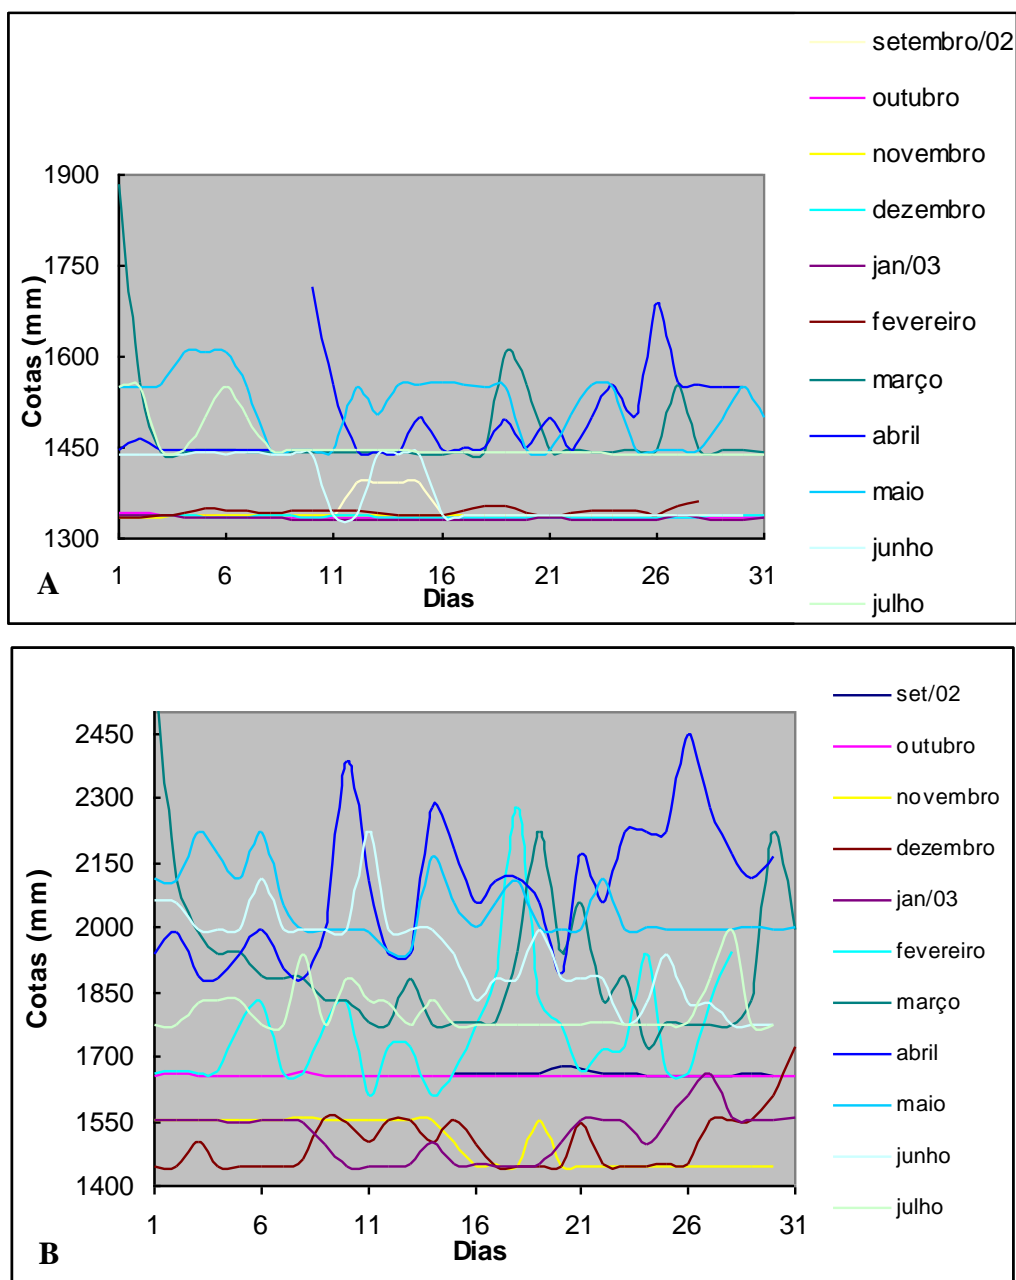 setembro/02
outubro
novembro
dezembro
jan/03
fevereiro
março
abril
maio
junho
julho
1900
1750
1600
1450
1300
Cotas (mm)
1 6 11 16 21 26 31
Dias
A
set/02
outubro
novembro
dezembro
jan/03
fevereiro
março
abril
maio
junho
julho
2450
2300
2150
2000
1850
1700
1550
1400
Cotas (mm)
1 6 11 16 21 26 31
Dias
B